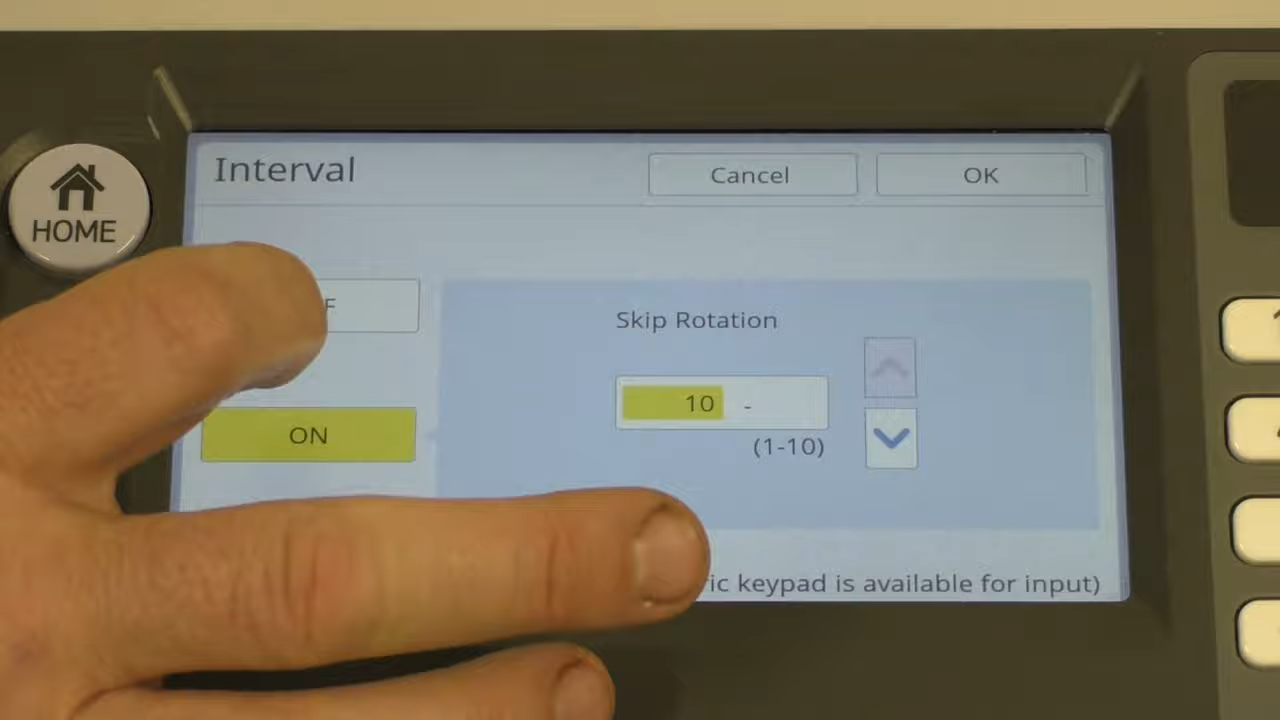 Interval
Cancel
OK
HOME
F
Skip Rotation
10 -
ON
(1-10)
ic keypad is available for input)